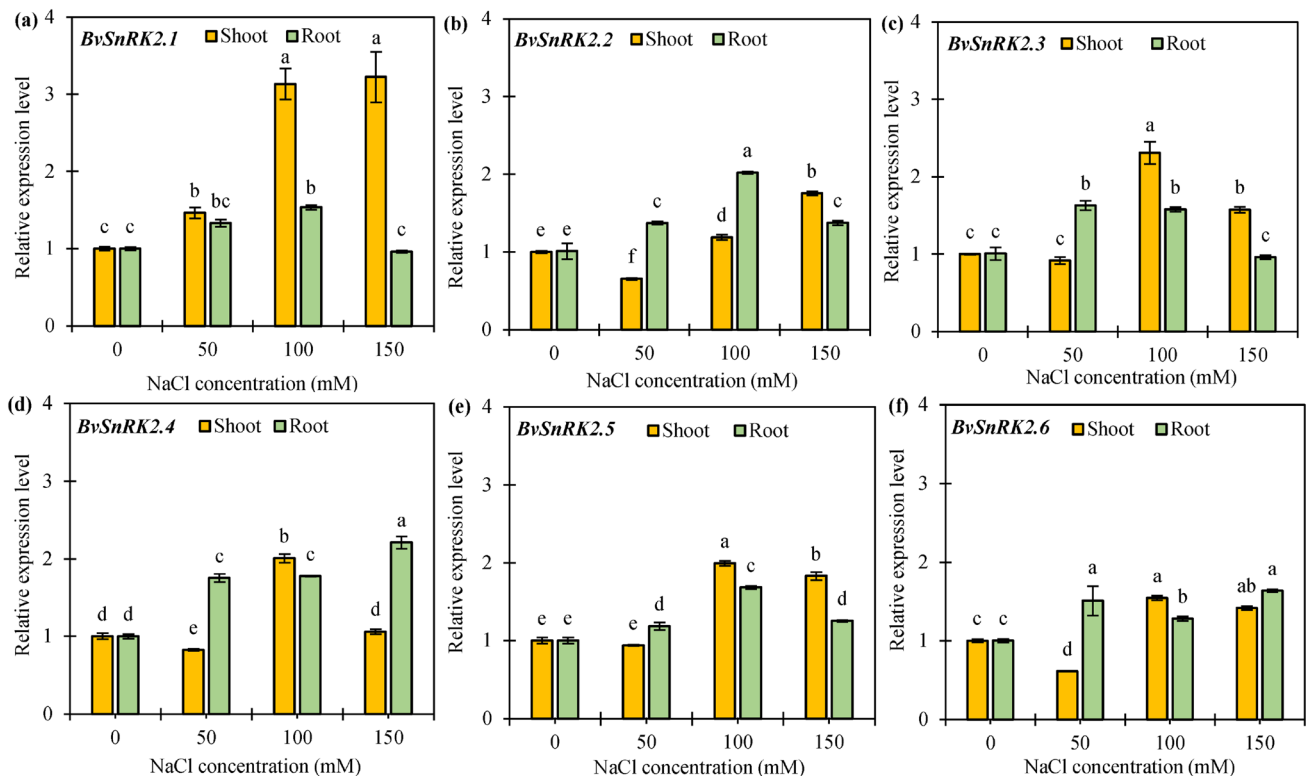 (a)
BvSnRK2.1 Shoot Root
Relative expression level
4
3
2
1
0
c c b bc a b a c
0 50 100 150
NaCl concentration (mM)
(b)
BvSnRK2.2 Shoot Root
Relative expression level
4
3
2
1
0
e e f c d a b c
0 50 100 150
NaCl concentration (mM)
(c)
BvSnRK2.3 Shoot Root
Relative expression level
4
3
2
1
0
c c c b a b b c
0 50 100 150
NaCl concentration (mM)
(d)
BvSnRK2.4 Shoot Root
Relative expression level
4
3
2
1
0
d d e c b c d a
0 50 100 150
NaCl concentration (mM)
(e)
BvSnRK2.5 Shoot Root
Relative expression level
4
3
2
1
0
e e e d a c b d
0 50 100 150
NaCl concentration (mM)
(f)
BvSnRK2.6 Shoot Root
Relative expression level
4
3
2
1
0
c c d a a b ab a
0 50 100 150
NaCl concentration (mM)